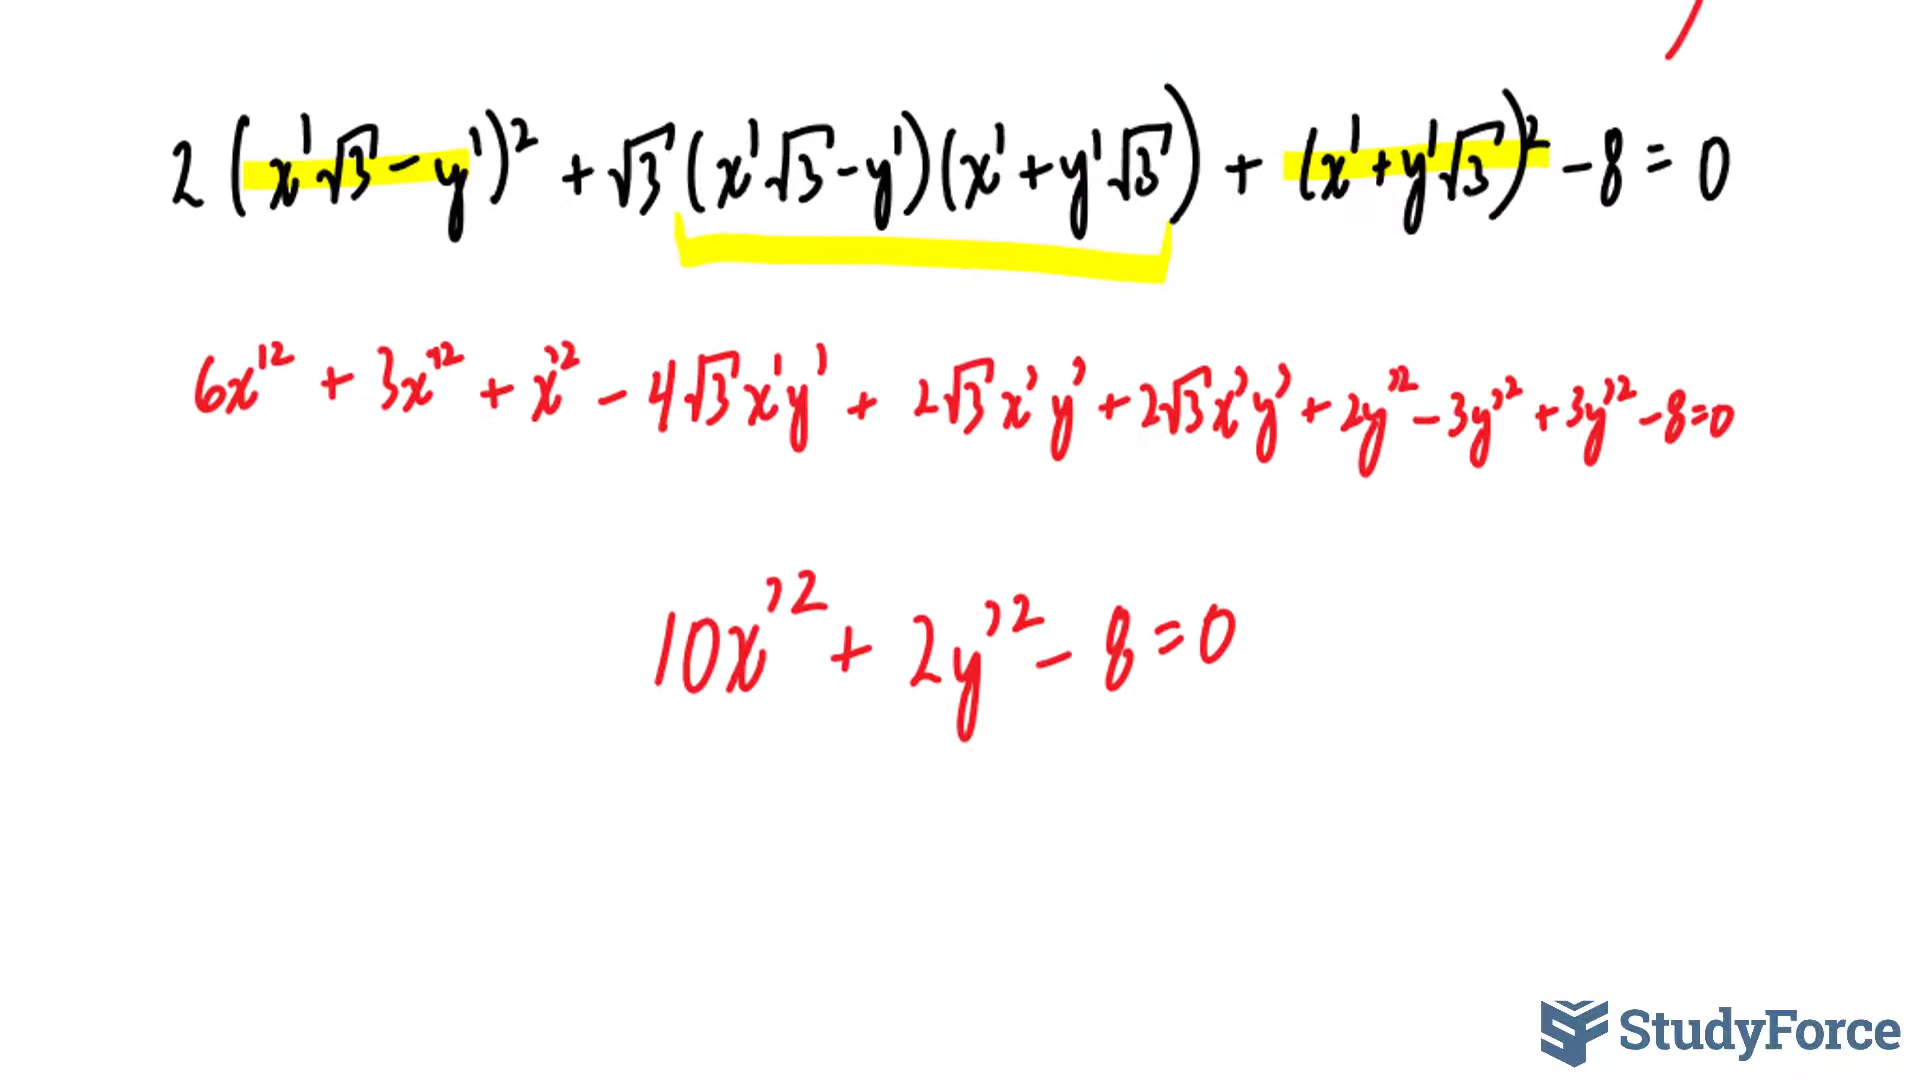 2(x'√3 - y')² + √3(x'√3 - y')(x' + y'√3) + (x' + y'√3)² - 8 = 0
6x'² + 3x'² + x'² - 4√3x'y' + 2√3x'y' + 2√3x'y' + 2y'² - 3y'² + 3y'² - 8 = 0
10x'² + 2y'² - 8 = 0
StudyForce